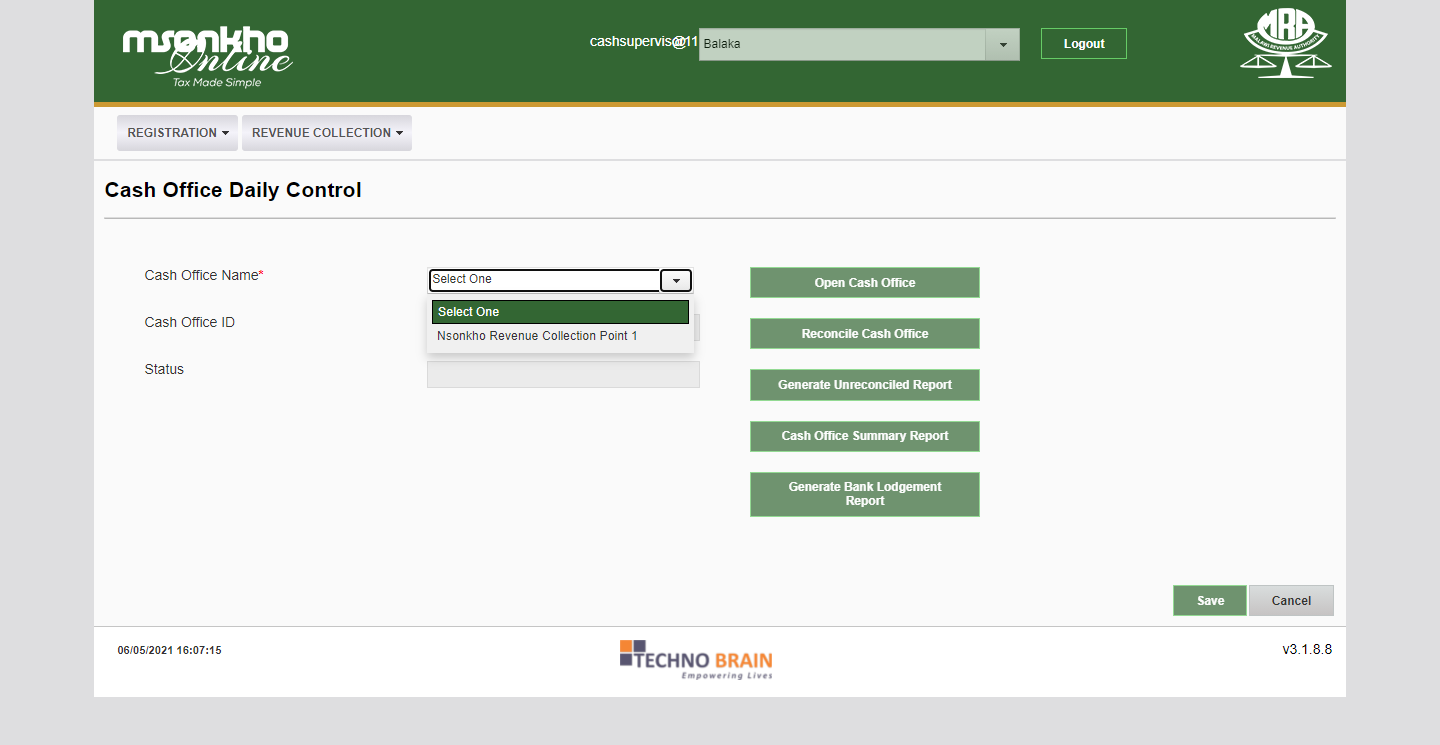 msonkho
Online
Tax Made Simple
cashsupervis@11
Balaka
Logout
MRA
MALAWI REVENUE AUTHORITY
REGISTRATION
REVENUE COLLECTION
Cash Office Daily Control
Cash Office Name*
Select One
Open Cash Office
Select One
Nsonkho Revenue Collection Point 1
Cash Office ID
Reconcile Cash Office
Status
Generate Unreconciled Report
Cash Office Summary Report
Generate Bank Lodgement
Report
Save
Cancel
06/05/2021 16:07:15
TECHNO BRAIN
Empowering Lives
v3.1.8.8